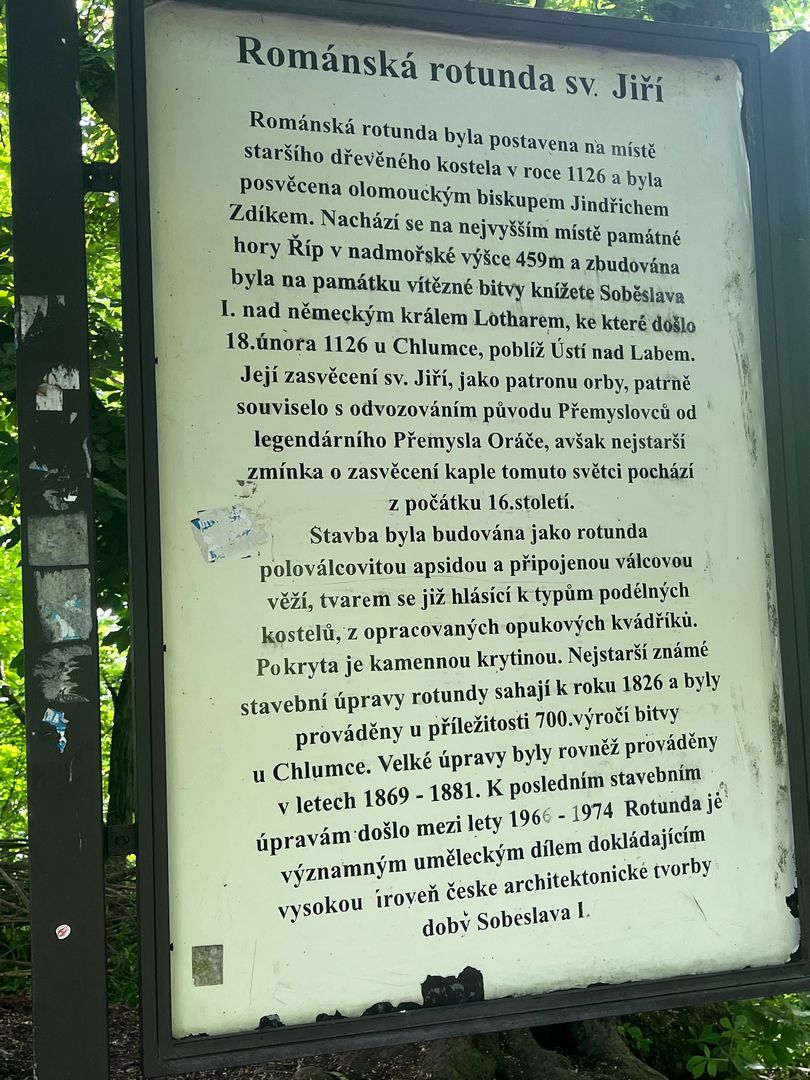 Románská rotunda sv. Jiří
Románská rotunda byla postavena na místě
staršího dřevěného kostela v roce 1126 a byla
posvěcena olomouckým biskupem Jindřichem
Zdíkem. Nachází se na nejvyšším místě památné
hory Říp v nadmořské výšce 459m a zbudována
byla na památku vítězné bitvy knížete Soběslava
I. nad německým králem Lotharem, ke které došlo
18.února 1126 u Chlumce, poblíž Ústí nad Labem.
Její zasvěcení sv. Jiří, jako patronu orby, patrně
souviselo s odvozováním původu Přemyslovců od
legendárního Přemysla Oráče, avšak nejstarší
zmínka o zasvěcení kaple tomuto světci pochází
z počátku 16.století.
Stavba byla budována jako rotunda
poloválcovitou apsidou a připojenou válcovou
věží, tvarem se již hlásící k typům podélných
kostelů, z opracovaných opukových kvádříků.
Pokryta je kamennou krytinou. Nejstarší známé
stavební úpravy rotundy sahají k roku 1826 a byly
prováděny u příležitosti 700.výročí bitvy
u Chlumce. Velké úpravy byly rovněž prováděny
v letech 1869 - 1881. K posledním stavebním
úpravám došlo mezi lety 1966 - 1974 Rotunda je
významným uměleckým dílem dokládajícím
vysokou íroveň česke architektonické tvorby
doby Sobeslava I.